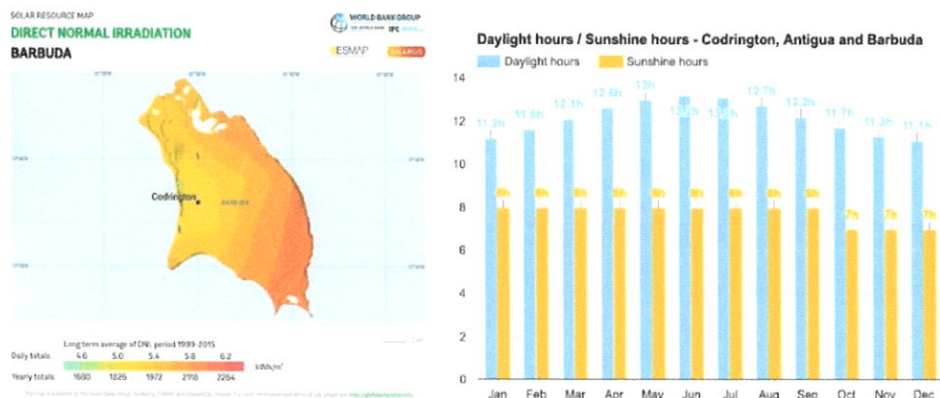 SOLAR RESOURCE MAP
DIRECT NORMAL IRRADIATION
BARBUDA
WORLD BANK GROUP
THE WORLD BANK IFC
ESMAP
SOLARGIS
Codrington
BARBUDA
Long term average of DNI, period 1999-2015
Daily totals: 4.6 5.0 5.4 5.8 6.2
kWh/m²
Yearly totals: 1680 1826 1972 2118 2264
Daylight hours / Sunshine hours - Codrington, Antigua and Barbuda
Daylight hours Sunshine hours
14
12
10
8
6
4
2
0
11.2h 11.6h 12.1h 12.6h 13h 12.7h 12.2h 11.7h 11.3h 11.1h
8h 8h 8h 8h 8h 8h 8h 8h 8h 7h 7h 7h
Jan Feb Mar Apr May Jun Jul Aug Sep Oct Nov Dec